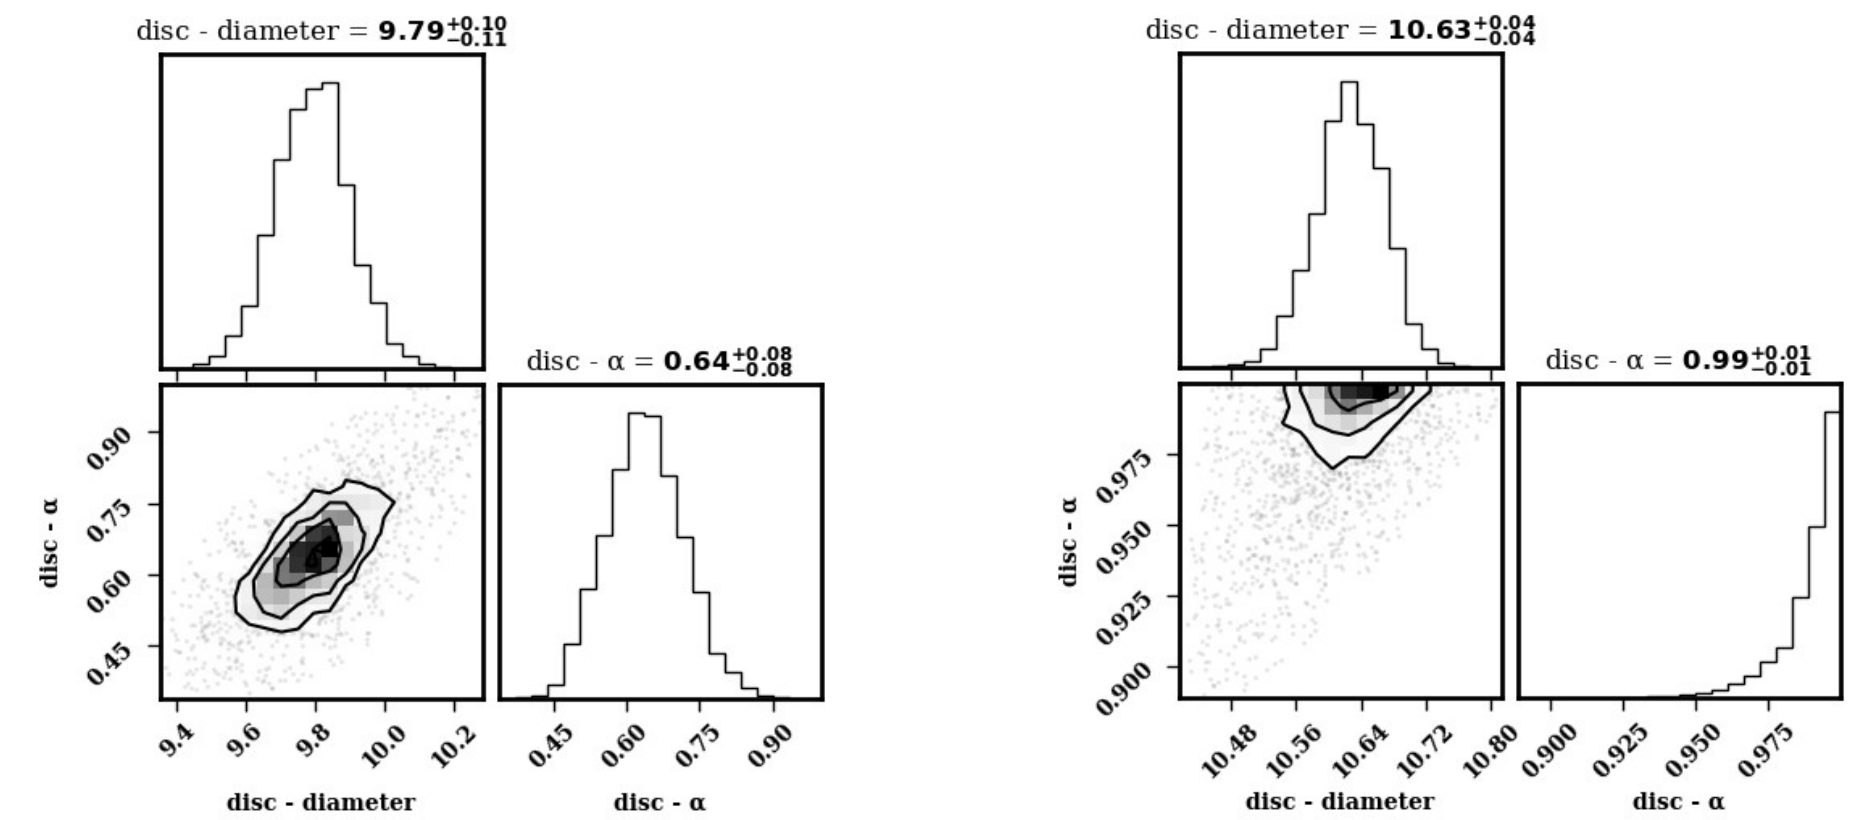 disc - diameter = 9.79 +0.10 −0.11
disc - α = 0.64 +0.08 −0.08
disc - α
0.90
0.75
0.60
0.45
9.4 9.6 9.8 10.0 10.2
disc - diameter
0.45 0.60 0.75 0.90
disc - α
disc - diameter = 10.63 +0.04 −0.04
disc - α = 0.99 +0.01 −0.01
disc - α
0.975
0.950
0.925
0.900
10.48 10.56 10.64 10.72 10.80
disc - diameter
0.900 0.925 0.950 0.975
disc - α